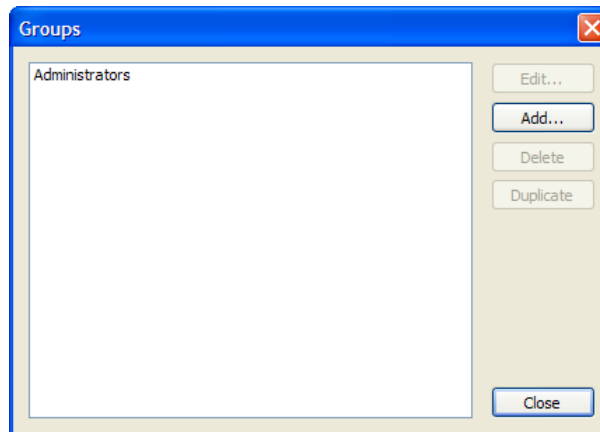 Groups
Administrators
Edit...
Add...
Delete
Duplicate
Close